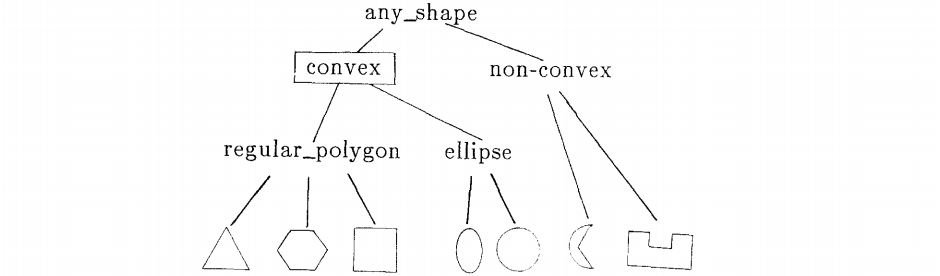 any_shape
convex
non-convex
regular_polygon
ellipse